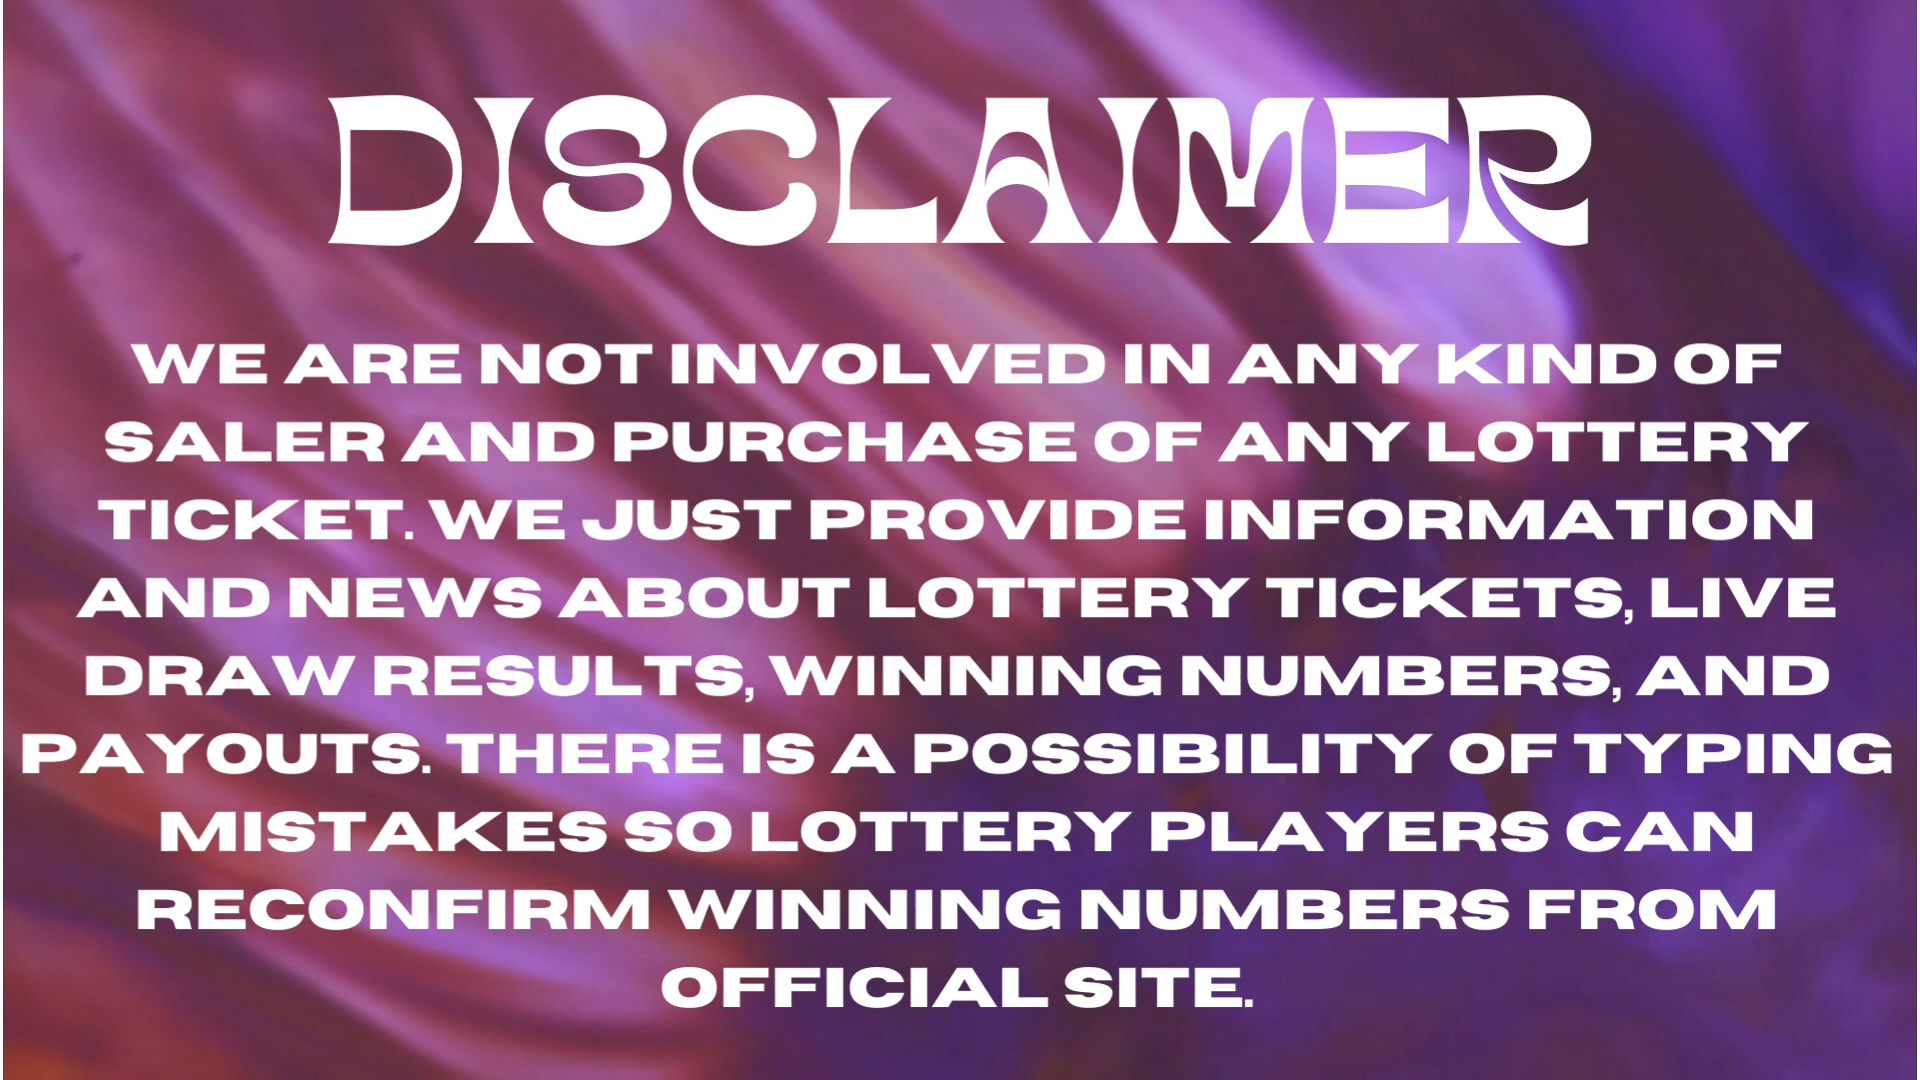 DISCLAIMER
WE ARE NOT INVOLVED IN ANY KIND OF
SALER AND PURCHASE OF ANY LOTTERY
TICKET. WE JUST PROVIDE INFORMATION
AND NEWS ABOUT LOTTERY TICKETS, LIVE
DRAW RESULTS, WINNING NUMBERS, AND
PAYOUTS. THERE IS A POSSIBILITY OF TYPING
MISTAKES SO LOTTERY PLAYERS CAN
RECONFIRM WINNING NUMBERS FROM
OFFICIAL SITE.